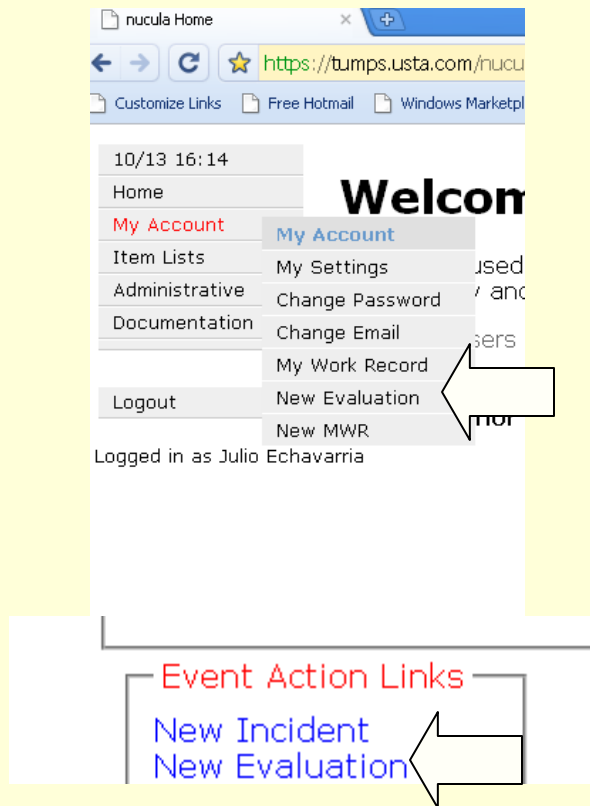 nucula Home
https://tumps.usta.com/nucu
Customize Links Free Hotmail Windows Marketpl
10/13 16:14
Home
My Account
Item Lists
Administrative
Documentation
Logout
Logged in as Julio Echavarria
My Account
My Settings
Change Password
Change Email
My Work Record
New Evaluation
New MWR
Welcom
used
and
sers
Event Action Links
New Incident
New Evaluation